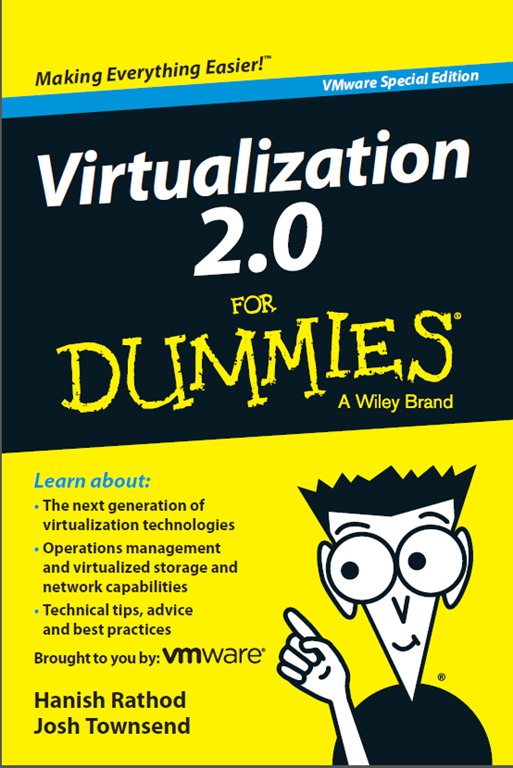 Making Everything Easier!™
VMware Special Edition
Virtualization
2.0
FOR
DUMMIES®
A Wiley Brand
Learn about:
• The next generation of
virtualization technologies
• Operations management
and virtualized storage and
network capabilities
• Technical tips, advice
and best practices
Brought to you by: vmware®
Hanish Rathod
Josh Townsend
®